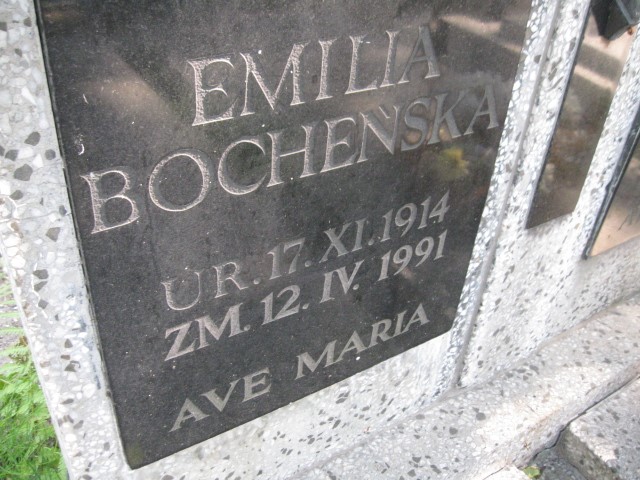 EMILIA
BOCHEŃSKA
UR. 17. XI. 1914
ZM. 12. IV. 1991
AVE MARIA